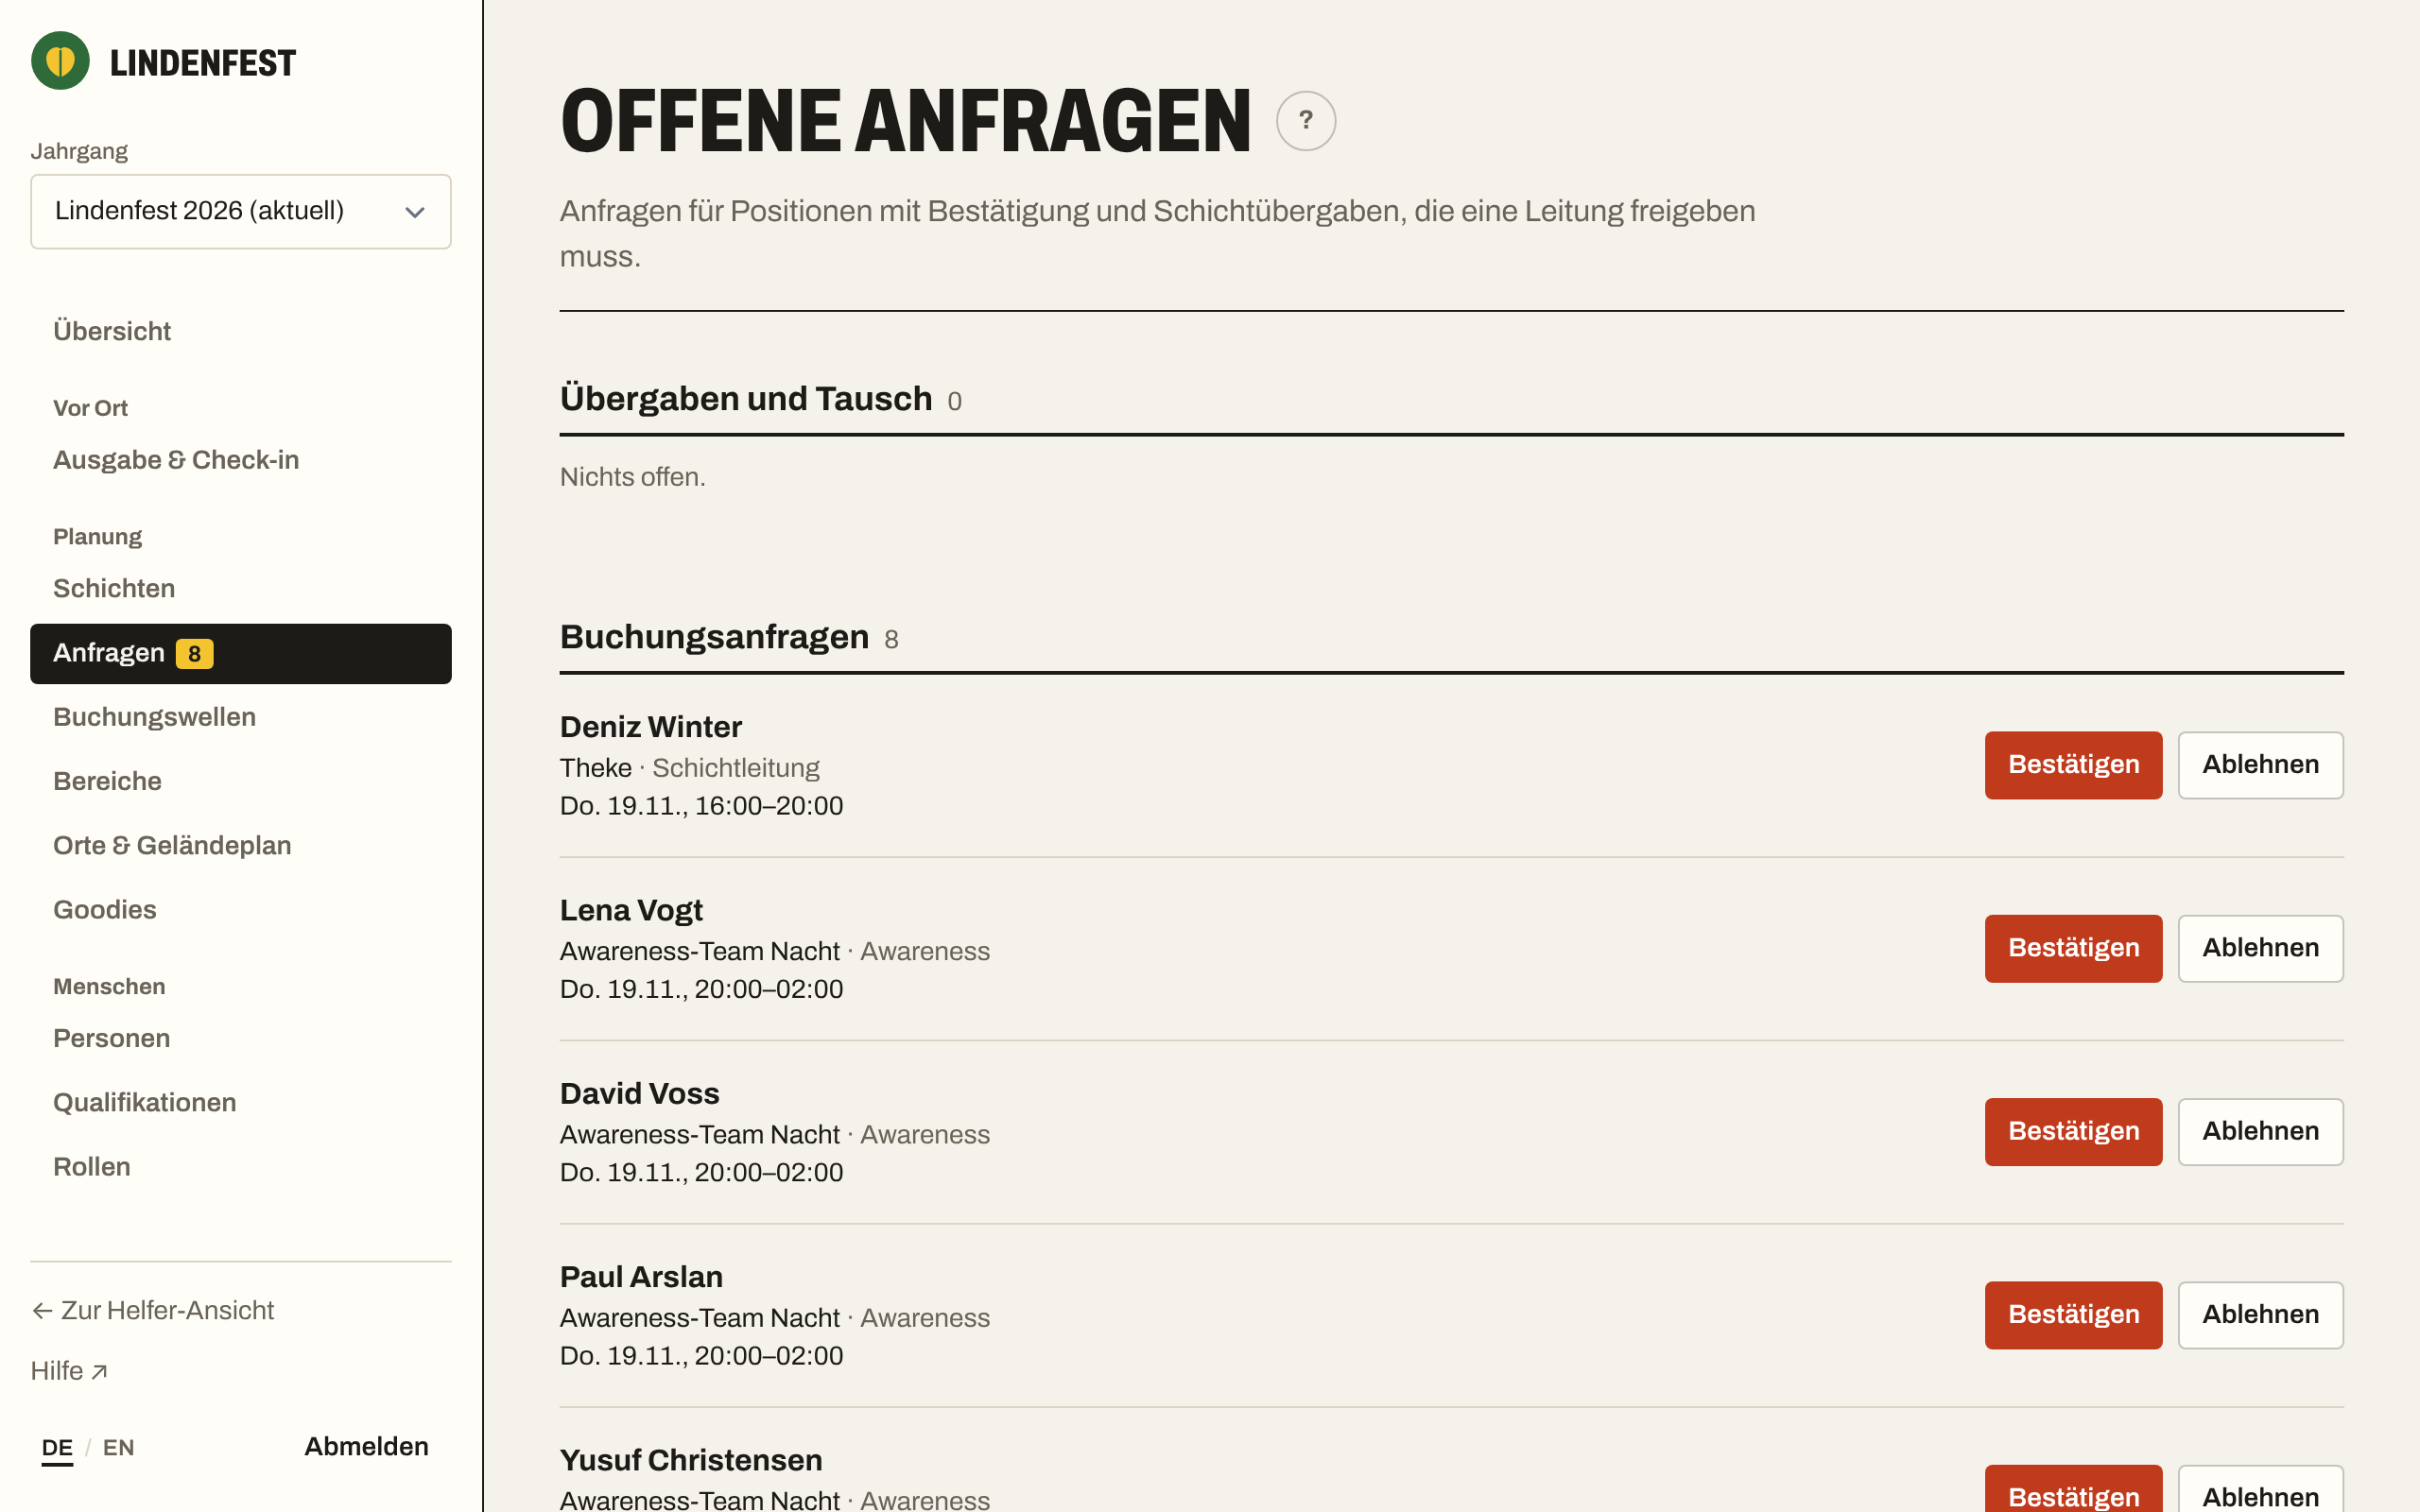 LINDENFEST
Jahrgang
Lindenfest 2026 (aktuell)
Übersicht
Vor Ort
Ausgabe & Check-in
Planung
Schichten
Anfragen 8
Buchungswellen
Bereiche
Orte & Geländeplan
Goodies
Menschen
Personen
Qualifikationen
Rollen
← Zur Helfer-Ansicht
Hilfe ↗
DE / EN
Abmelden
OFFENE ANFRAGEN ?
Anfragen für Positionen mit Bestätigung und Schichtübergaben, die eine Leitung freigeben
muss.
Übergaben und Tausch 0
Nichts offen.
Buchungsanfragen 8
Deniz Winter
Theke · Schichtleitung
Do. 19.11., 16:00–20:00
Bestätigen
Ablehnen
Lena Vogt
Awareness-Team Nacht · Awareness
Do. 19.11., 20:00–02:00
Bestätigen
Ablehnen
David Voss
Awareness-Team Nacht · Awareness
Do. 19.11., 20:00–02:00
Bestätigen
Ablehnen
Paul Arslan
Awareness-Team Nacht · Awareness
Do. 19.11., 20:00–02:00
Bestätigen
Ablehnen
Yusuf Christensen
Awareness-Team Nacht · Awareness
Bestätigen
Ablehnen